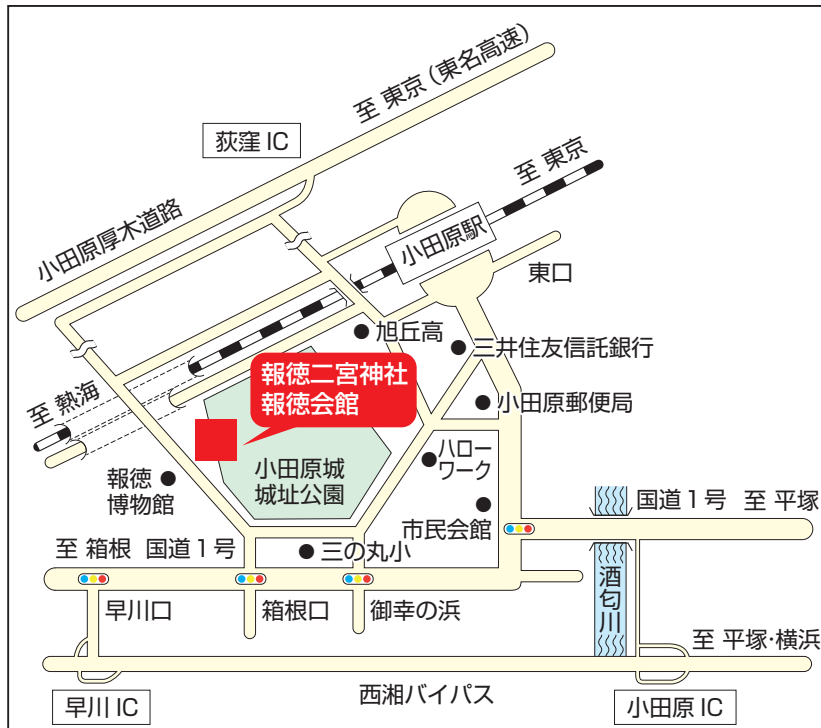 至 東京（東名高速）
荻窪 IC
至 東京
小田原厚木道路
小田原駅
東口
旭丘高
三井住友信託銀行
報徳二宮神社
報徳会館
至 熱海
小田原郵便局
ハロー
ワーク
小田原城
城址公園
報徳
博物館
国道１号 至 平塚
市民会館
至 箱根 国道１号
三の丸小
酒匂川
早川口
箱根口
御幸の浜
至 平塚・横浜
早川 IC
西湘バイパス
小田原 IC